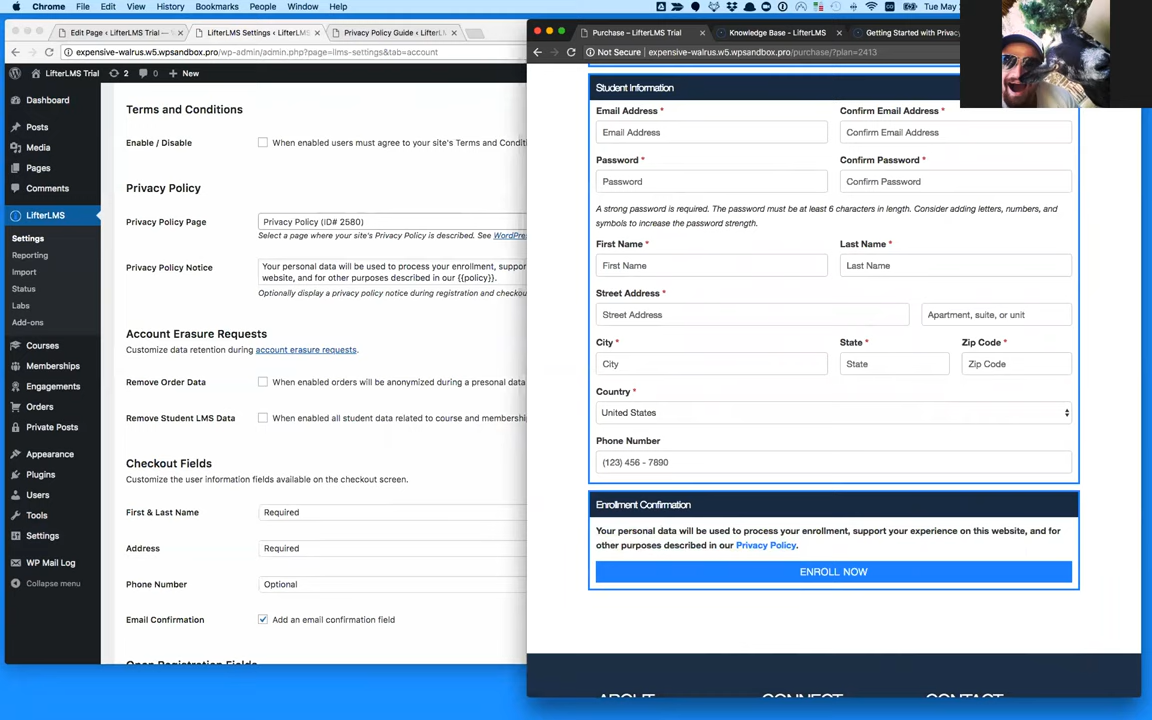 Chrome File Edit View History Bookmarks People Window Help
Tue May
Edit Page ‹ LifterLMS Trial —
LifterLMS Settings ‹ LifterLMS
Privacy Policy Guide ‹ LifterLM
expensive-walrus.w5.wpsandbox.pro/wp-admin/admin.php?page=llms-settings&tab=account
LifterLMS Trial 2 0 New
Dashboard
Posts
Media
Pages
Comments
LifterLMS
Settings
Reporting
Import
Status
Labs
Add-ons
Courses
Memberships
Engagements
Orders
Private Posts
Appearance
Plugins
Users
Tools
Settings
WP Mail Log
Collapse menu
Terms and Conditions
Enable / Disable
When enabled users must agree to your site's Terms and Condit
Privacy Policy
Privacy Policy Page
Privacy Policy (ID# 2580)
Select a page where your site's Privacy Policy is described. See WordPre
Privacy Policy Notice
Your personal data will be used to process your enrollment, suppor
website, and for other purposes described in our {{policy}}.
Optionally display a privacy policy notice during registration and checkou
Account Erasure Requests
Customize data retention during account erasure requests.
Remove Order Data
When enabled orders will be anonymized during a presonal data
Remove Student LMS Data
When enabled all student data related to course and membershi
Checkout Fields
Customize the user information fields available on the checkout screen.
First & Last Name
Required
Address
Required
Phone Number
Optional
Email Confirmation
Add an email confirmation field
Open Registration Fields
Purchase – LifterLMS Trial
Knowledge Base - LifterLMS
Getting Started with Privacy
Not Secure expensive-walrus.w5.wpsandbox.pro/purchase/?plan=2413
Student Information
Email Address *
Confirm Email Address *
Email Address
Confirm Email Address
Password *
Confirm Password *
Password
Confirm Password
A strong password is required. The password must be at least 6 characters in length. Consider adding letters, numbers, and
symbols to increase the password strength.
First Name *
Last Name *
First Name
Last Name
Street Address *
Street Address
Apartment, suite, or unit
City *
State *
Zip Code *
City
State
Zip Code
Country *
United States
Phone Number
(123) 456 - 7890
Enrollment Confirmation
Your personal data will be used to process your enrollment, support your experience on this website, and for
other purposes described in our Privacy Policy.
ENROLL NOW
ABOUT
CONNECT
CONTACT